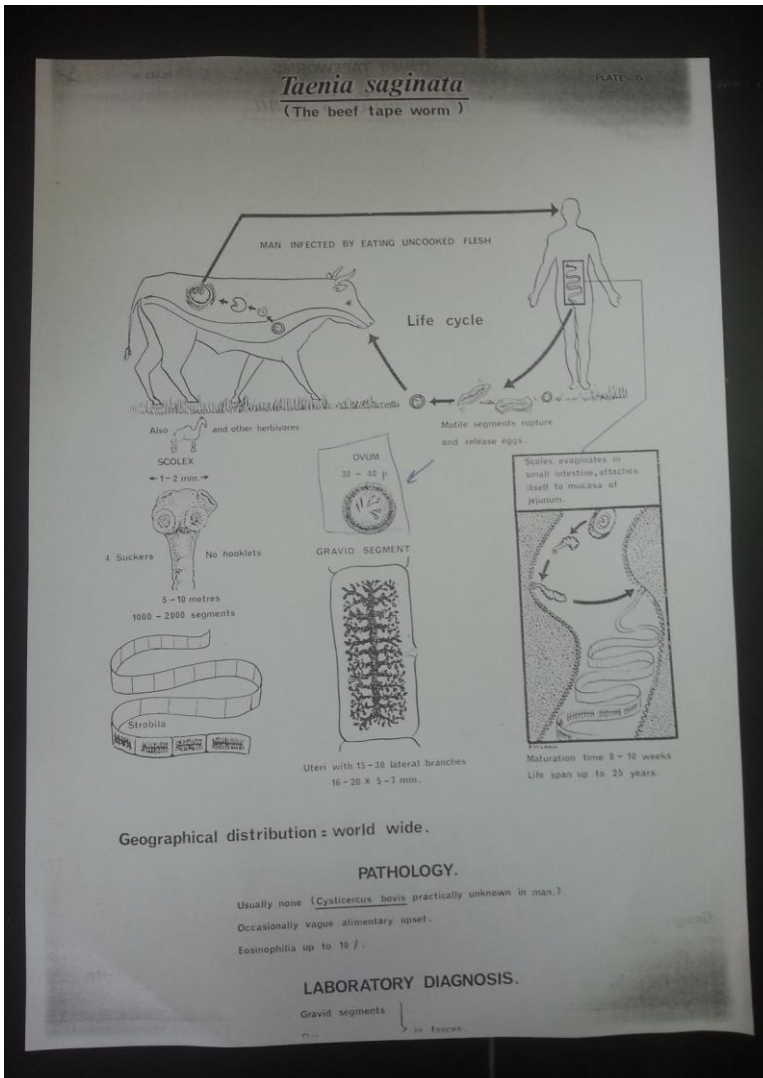 PLATE 15
Taenia saginata
(The beef tape worm)
MAN INFECTED BY EATING UNCOOKED FLESH
Life cycle
Also and other herbivores
Motile segments rupture
and release eggs.
SCOLEX
1-2 mm.
4 Suckers No hooklets
5-10 metres
1000-2000 segments
Strobila
OVUM
30-40 μ
GRAVID SEGMENT
Uteri with 15-30 lateral branches
16-20 x 5-7 mm.
Scolex evaginates in
small intestine, attaches
itself to mucosa of
jejunum.
Maturation time 8-10 weeks
Life span up to 25 years.
Geographical distribution = world wide.
PATHOLOGY.
Usually none (Cysticercus bovis practically unknown in man.)
Occasionally vague alimentary upset.
Eosinophilia up to 10 /.
LABORATORY DIAGNOSIS.
Gravid segments
in faeces.